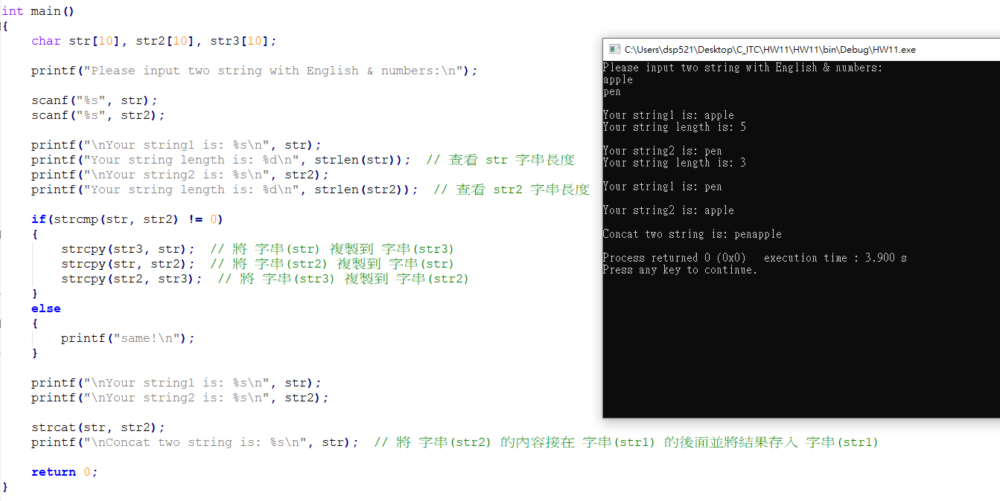 int main()
{
    char str[10], str2[10], str3[10];
    printf("Please input two string with English & numbers:\n");
    scanf("%s", str);
    scanf("%s", str2);
    printf("\nYour string1 is: %s\n", str);
    printf("Your string length is: %d\n", strlen(str));  // 查看 str 字串長度
    printf("\nYour string2 is: %s\n", str2);
    printf("Your string length is: %d\n", strlen(str2));  // 查看 str2 字串長度
    if(strcmp(str, str2) != 0)
    {
        strcpy(str3, str);  // 將 字串(str) 複製到 字串(str3)
        strcpy(str, str2);  // 將 字串(str2) 複製到 字串(str)
        strcpy(str2, str3);  // 將 字串(str3) 複製到 字串(str2)
    }
    else
    {
        printf("same!\n");
    }
    printf("\nYour string1 is: %s\n", str);
    printf("\nYour string2 is: %s\n", str2);
    strcat(str, str2);
    printf("\nConcat two string is: %s\n", str);  // 將 字串(str2) 的內容接在 字串(str1) 的後面並將結果存入 字串(str1)
    return 0;
}
C:\Users\dsp521\Desktop\C_ITC\HW11\HW11\bin\Debug\HW11.exe
Please input two string with English & numbers:
apple
pen
Your string1 is: apple
Your string length is: 5
Your string2 is: pen
Your string length is: 3
Your string1 is: pen
Your string2 is: apple
Concat two string is: penapple
Process returned 0 (0x0)   execution time : 3.900 s
Press any key to continue.